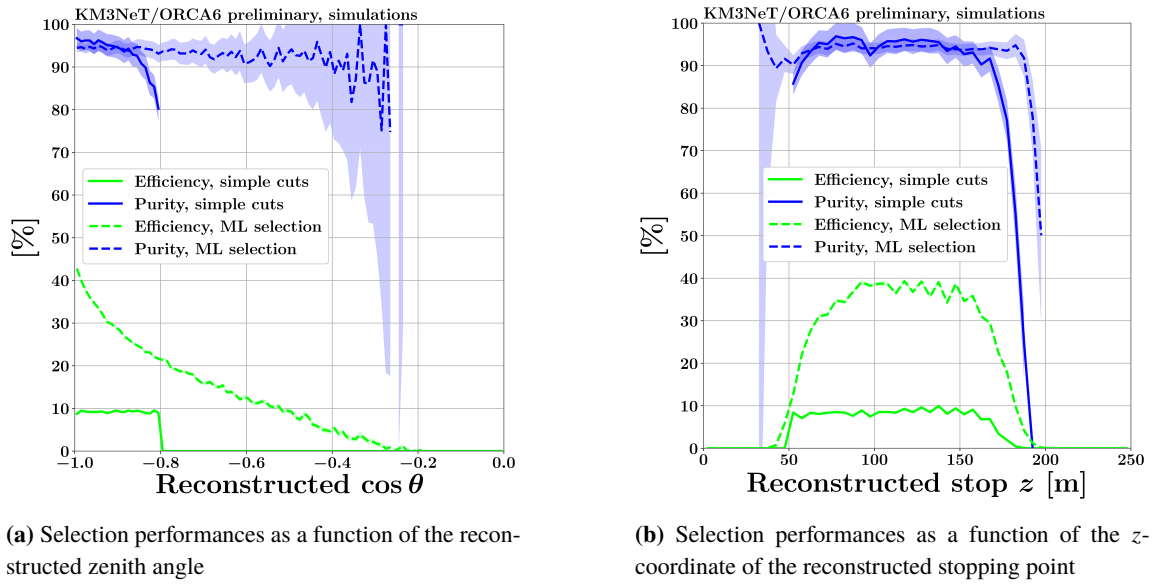 KM3NeT/ORCA6 preliminary, simulations
100
90
80
70
60
50
40
30
20
10
0
[%]
Efficiency, simple cuts
Purity, simple cuts
Efficiency, ML selection
Purity, ML selection
−1.0 −0.8 −0.6 −0.4 −0.2 0.0
Reconstructed cos θ
(a) Selection performances as a function of the recon-
structed zenith angle
KM3NeT/ORCA6 preliminary, simulations
100
90
80
70
60
50
40
30
20
10
0
[%]
Efficiency, simple cuts
Purity, simple cuts
Efficiency, ML selection
Purity, ML selection
0 50 100 150 200 250
Reconstructed stop z [m]
(b) Selection performances as a function of the z-
coordinate of the reconstructed stopping point